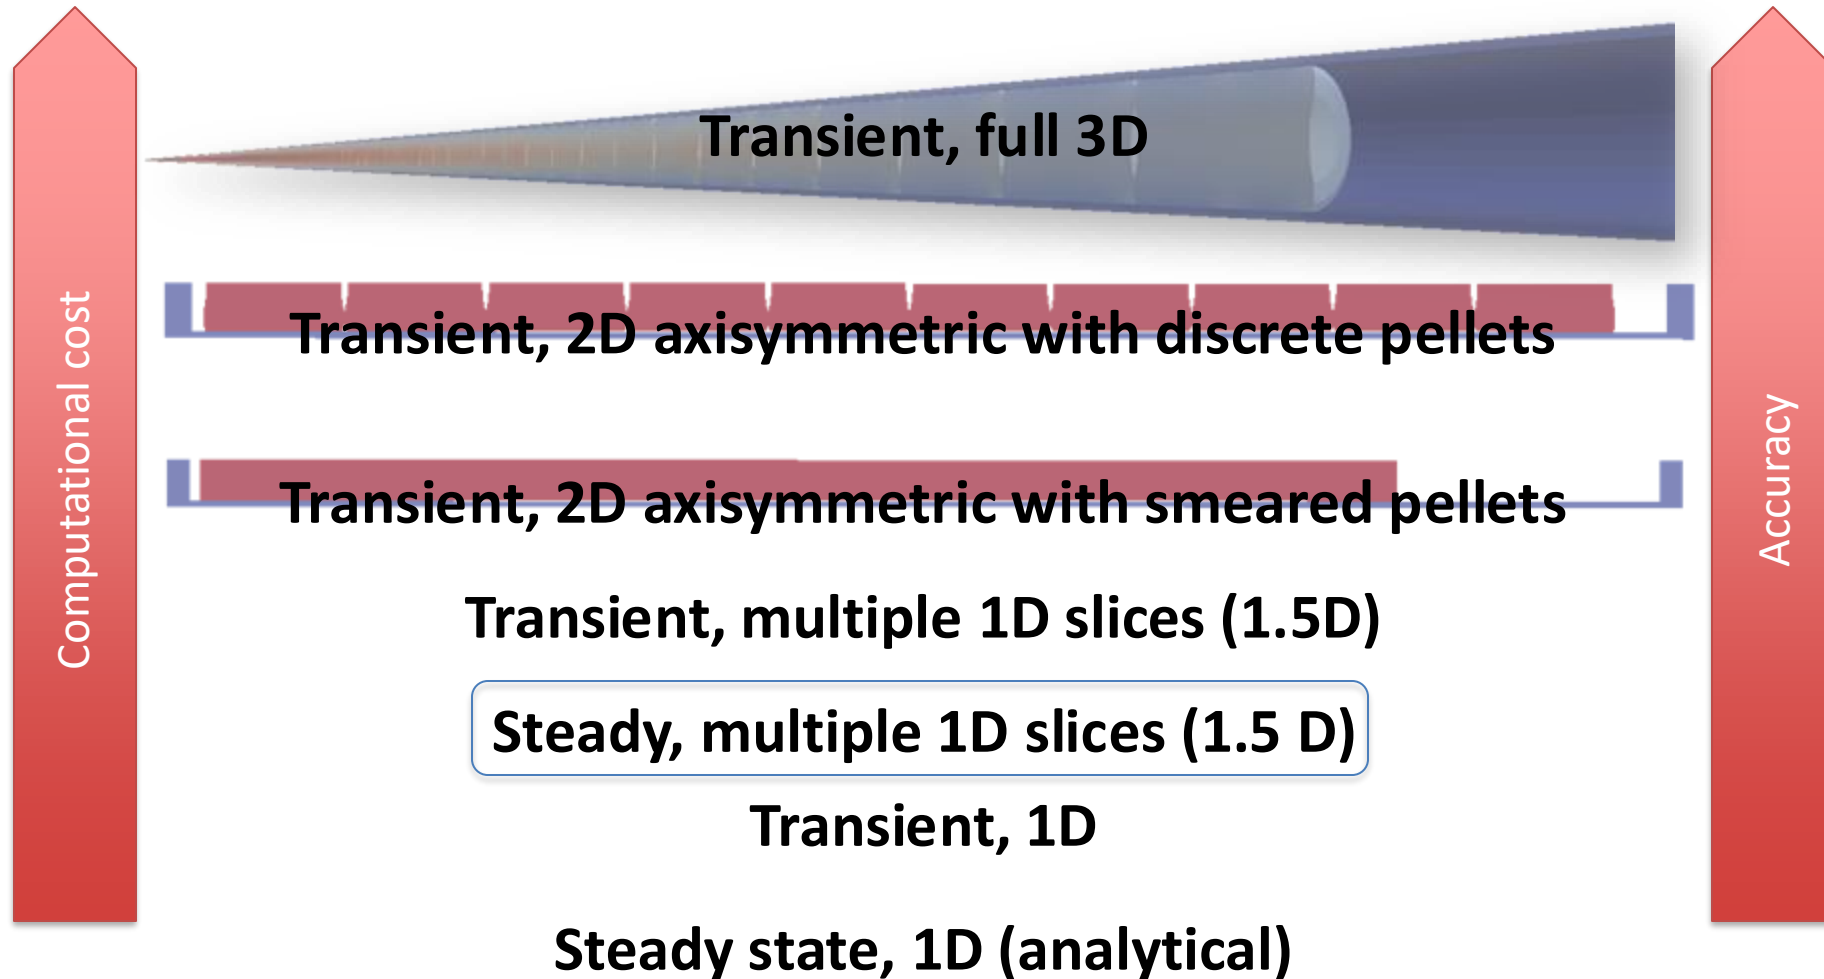 Transient, full 3D
Transient, 2D axisymmetric with discrete pellets
Transient, 2D axisymmetric with smeared pellets
Transient, multiple 1D slices (1.5D)
Steady, multiple 1D slices (1.5 D)
Transient, 1D
Steady state, 1D (analytical)
Computational cost
Accuracy